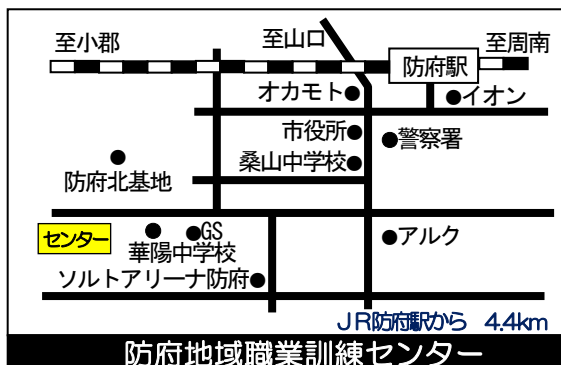 至小郡
至山口
至周南
防府駅
オカモト
イオン
市役所
警察署
桑山中学校
防府北基地
センター
GS
華陽中学校
アルク
ソルトアリーナ防府
JR防府駅から 4.4km
防府地域職業訓練センター